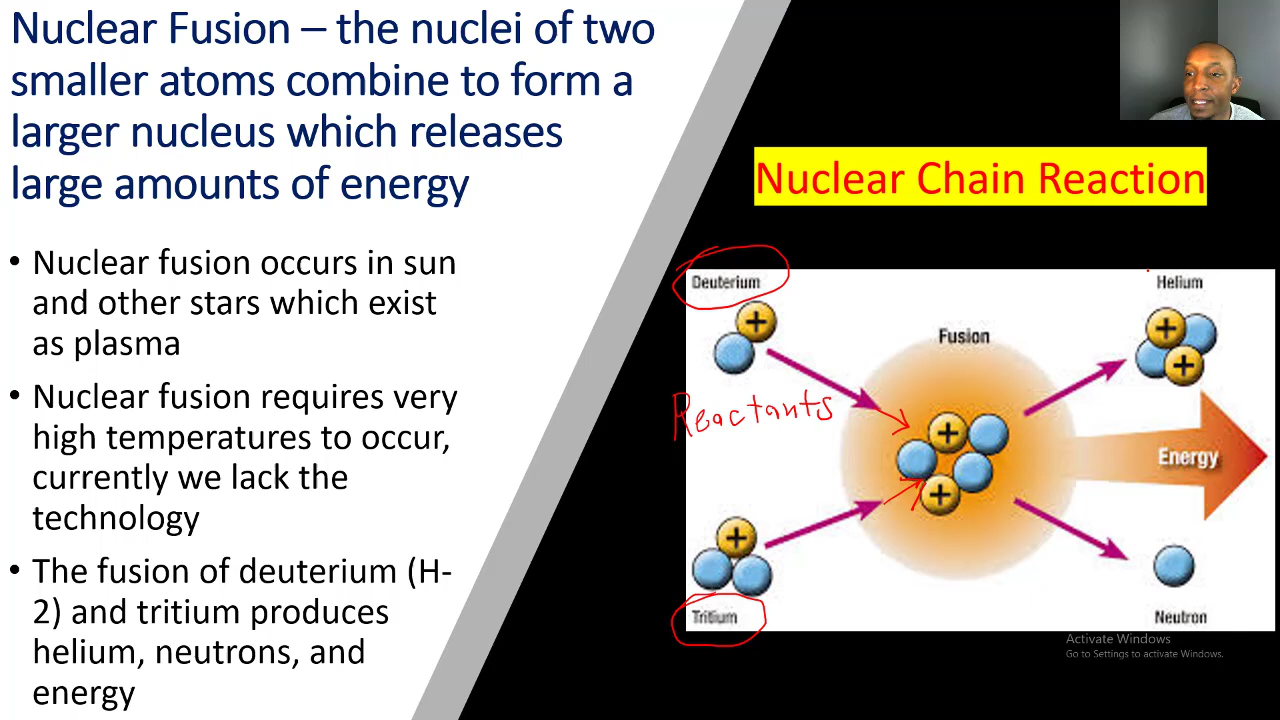 Nuclear Fusion – the nuclei of two
smaller atoms combine to form a
larger nucleus which releases
large amounts of energy
• Nuclear fusion occurs in sun
and other stars which exist
as plasma
• Nuclear fusion requires very
high temperatures to occur,
currently we lack the
technology
• The fusion of deuterium (H-
2) and tritium produces
helium, neutrons, and
energy
Nuclear Chain Reaction
Deuterium
Helium
Fusion
+
+
+
Reactants
+
Energy
+
+
Tritium
Neutron
Activate Windows
Go to Settings to activate Windows.